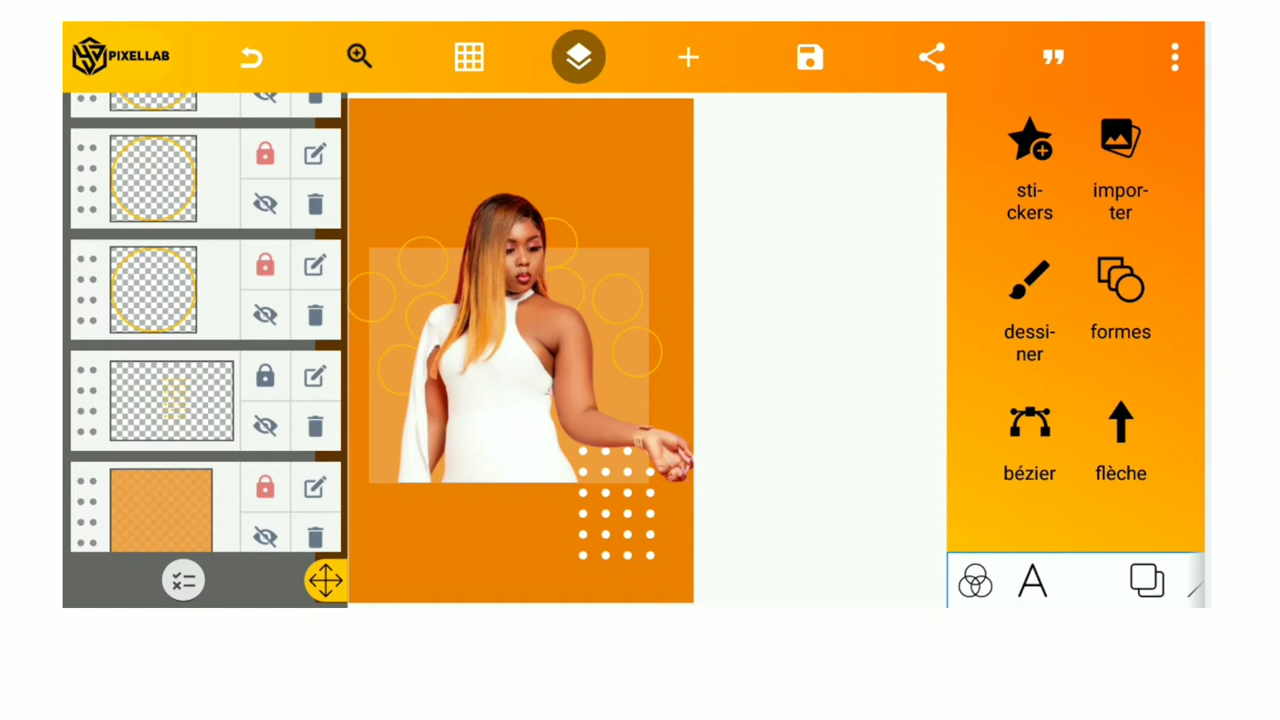 PIXELLAB
sti-
ckers
impor-
ter
dessi-
ner
formes
bézier
flèche
A